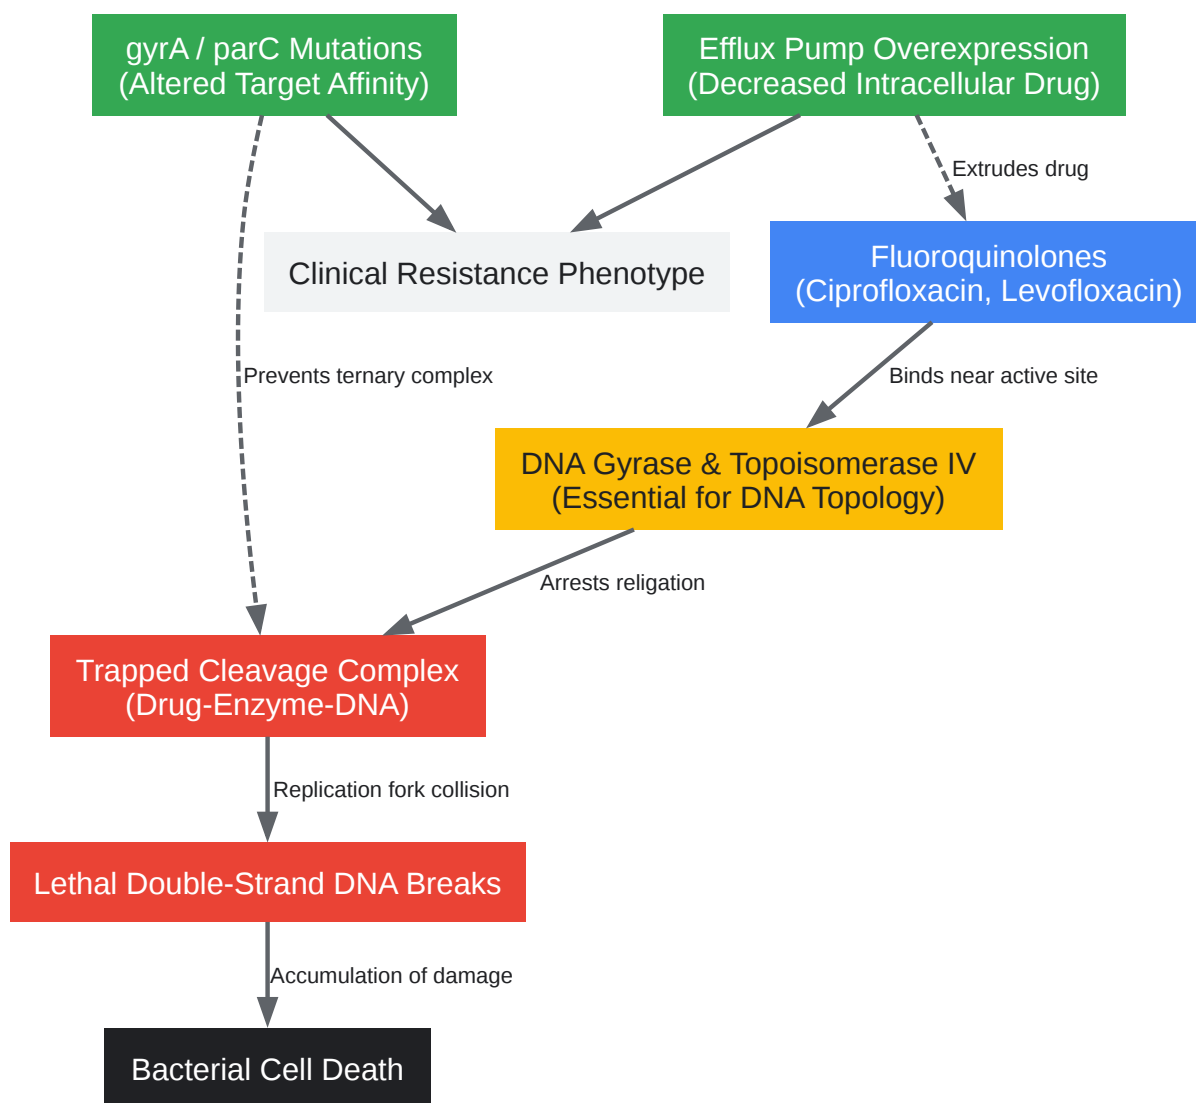 gyrA / parC Mutations
(Altered Target Affinity)
Efflux Pump Overexpression
(Decreased Intracellular Drug)
Extrudes drug
Clinical Resistance Phenotype
Fluoroquinolones
(Ciprofloxacin, Levofloxacin)
Prevents ternary complex
Binds near active site
DNA Gyrase & Topoisomerase IV
(Essential for DNA Topology)
Arrests religation
Trapped Cleavage Complex
(Drug-Enzyme-DNA)
Replication fork collision
Lethal Double-Strand DNA Breaks
Accumulation of damage
Bacterial Cell Death